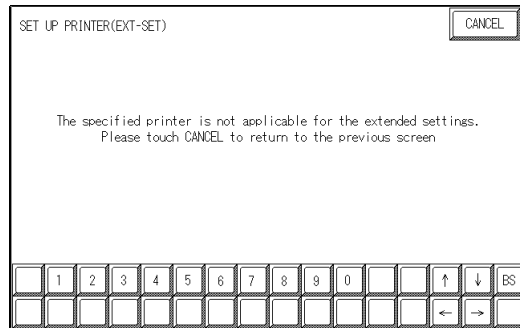 SET UP PRINTER(EXT-SET)
CANCEL
The specified printer is not applicable for the extended settings.
Please touch CANCEL to return to the previous screen
1 2 3 4 5 6 7 8 9 0 ↑ ↓ BS
← →